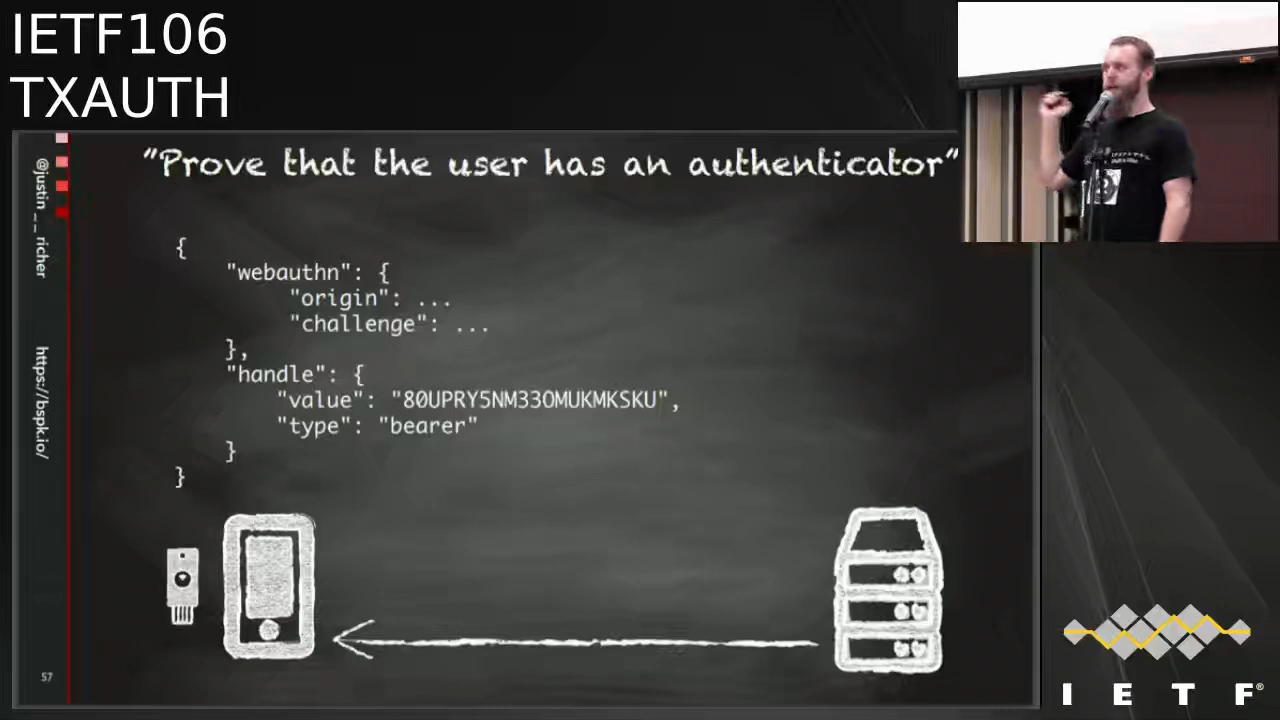 IETF106
TXAUTH
“Prove that the user has an authenticator”
@justin__richer
https://bspk.io/
{
"webauthn": {
"origin": ...
"challenge": ...
},
"handle": {
"value": "80UPRY5NM33OMUKMKSKU",
"type": "bearer"
}
}
57
I E T F®